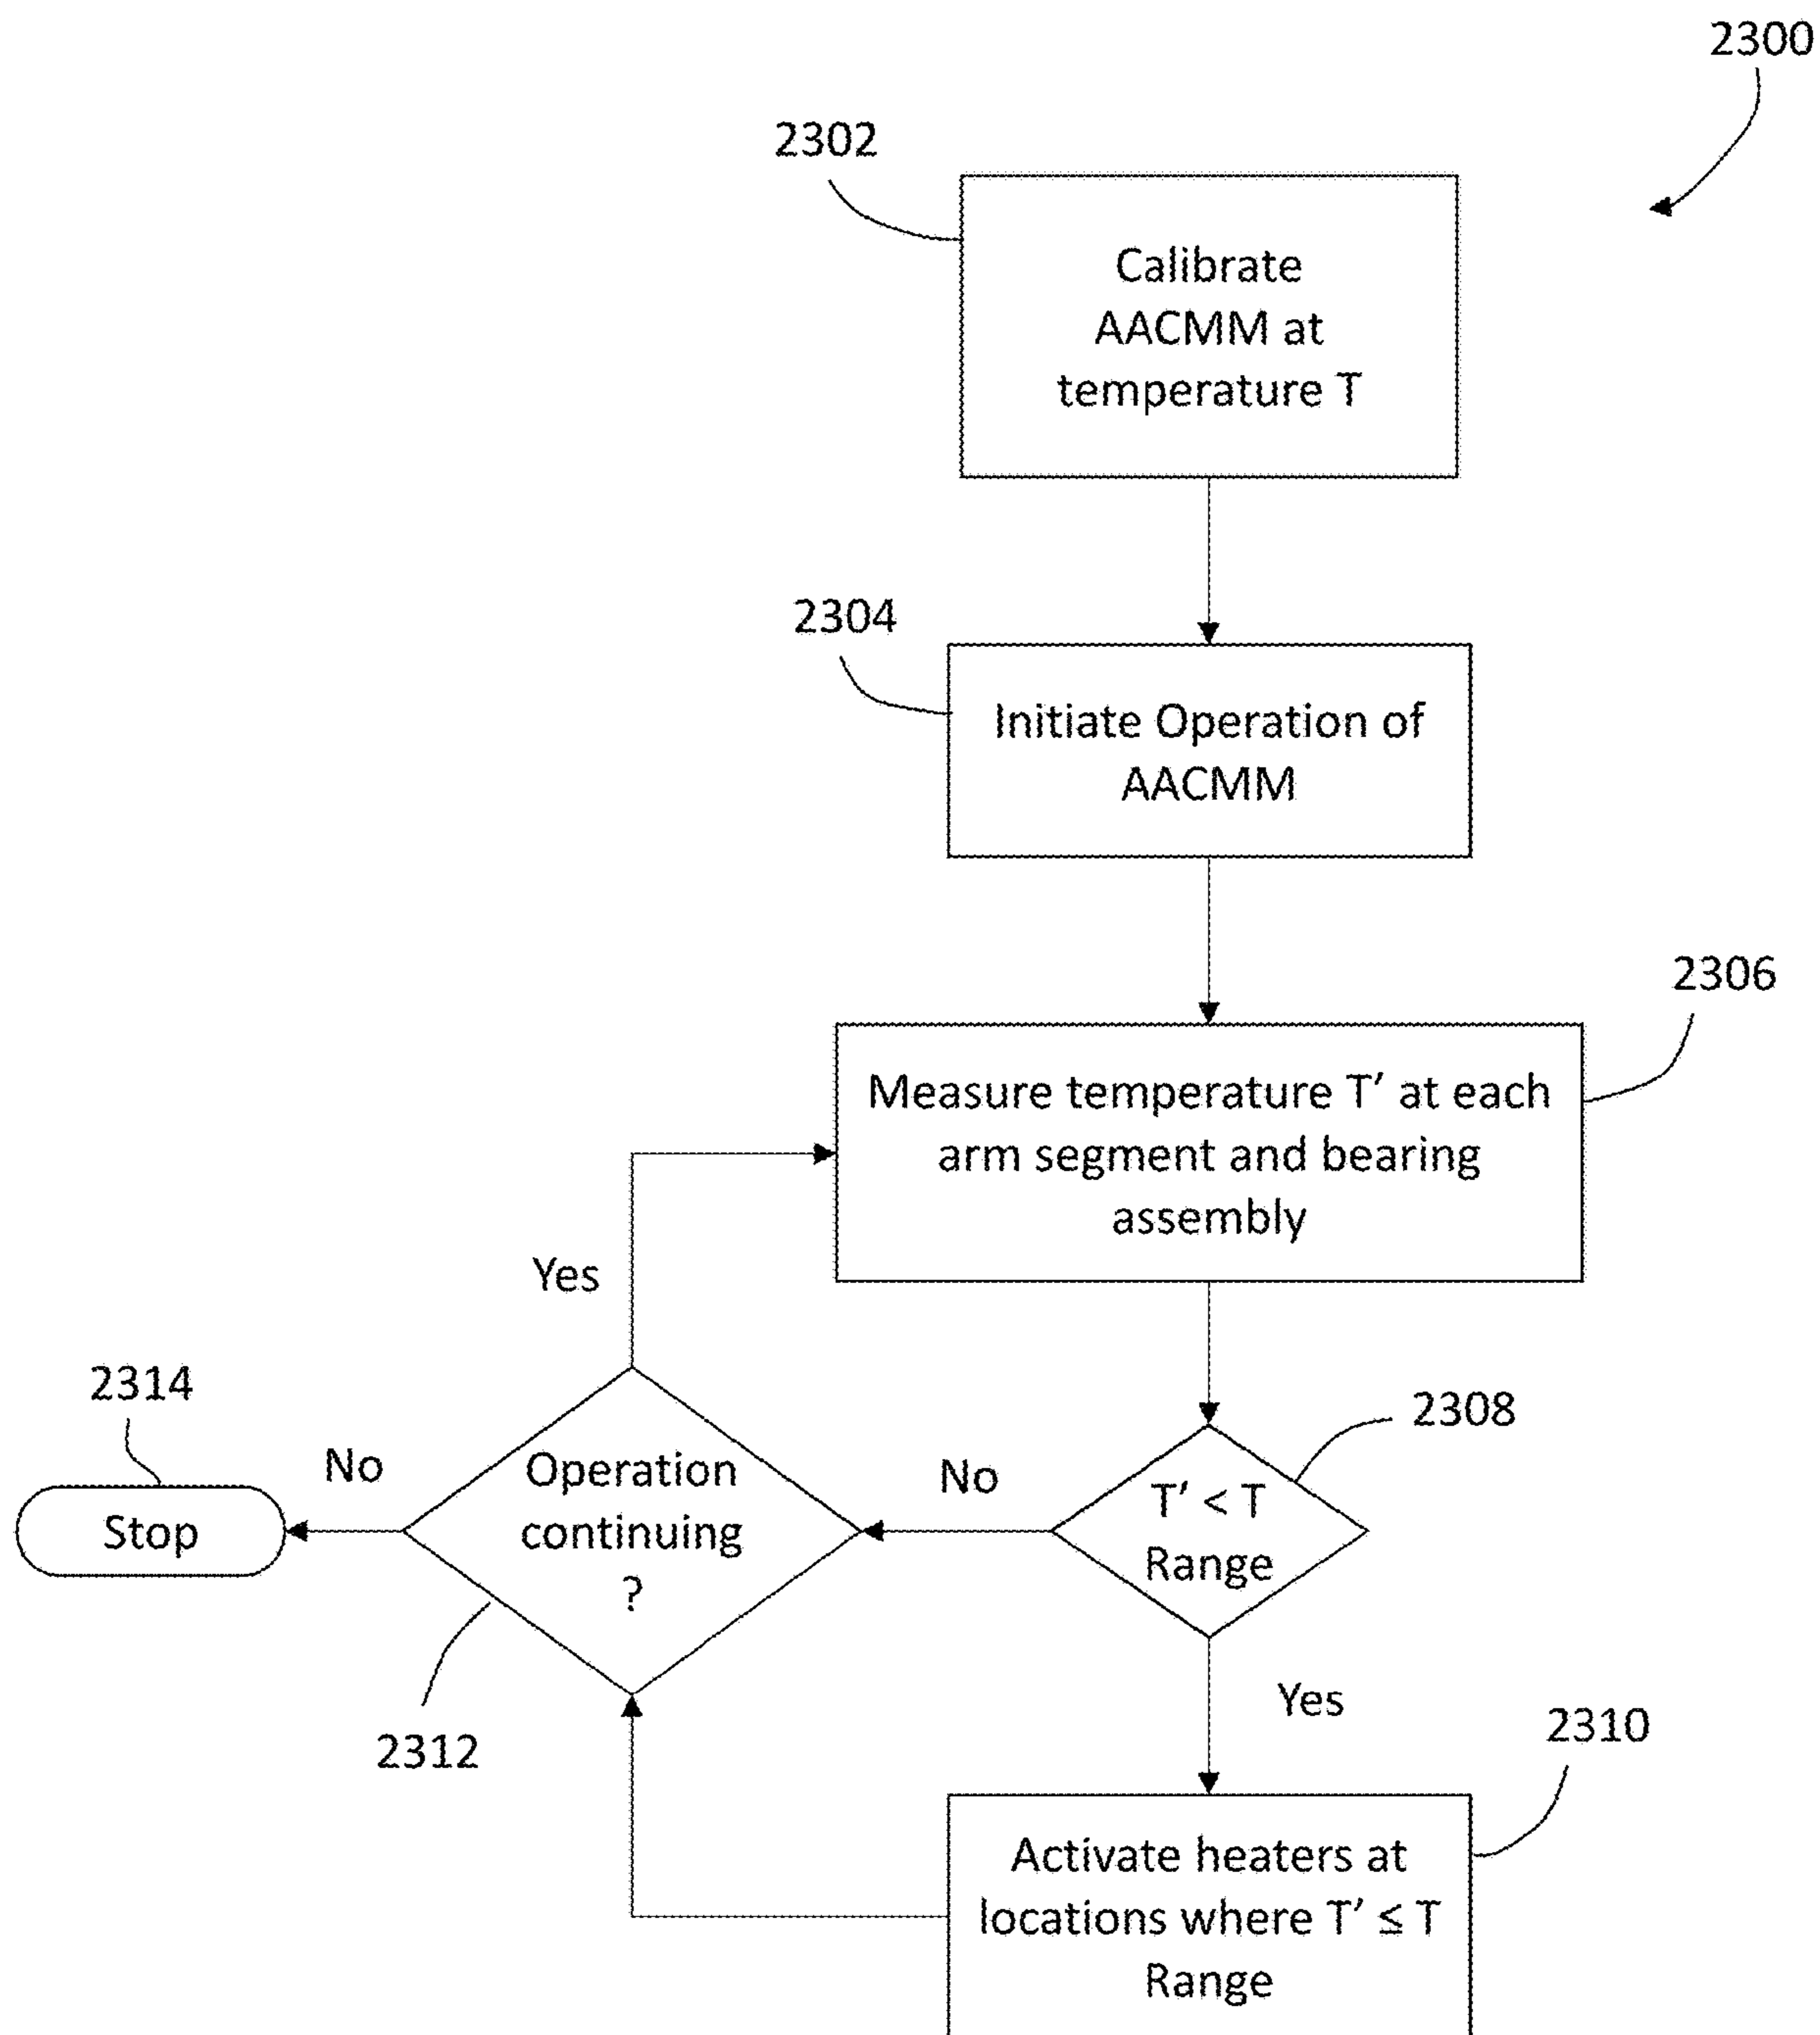 2300
2302
Calibrate
AACMM at
temperature T
2304
Initiate Operation of
AACMM
2306
Measure temperature T′ at each
arm segment and bearing
assembly
Yes
2314
No
Stop
Operation
continuing
?
2312
No
2308
T′ < T
Range
Yes
2310
Activate heaters at
locations where T′ ≤ T
Range